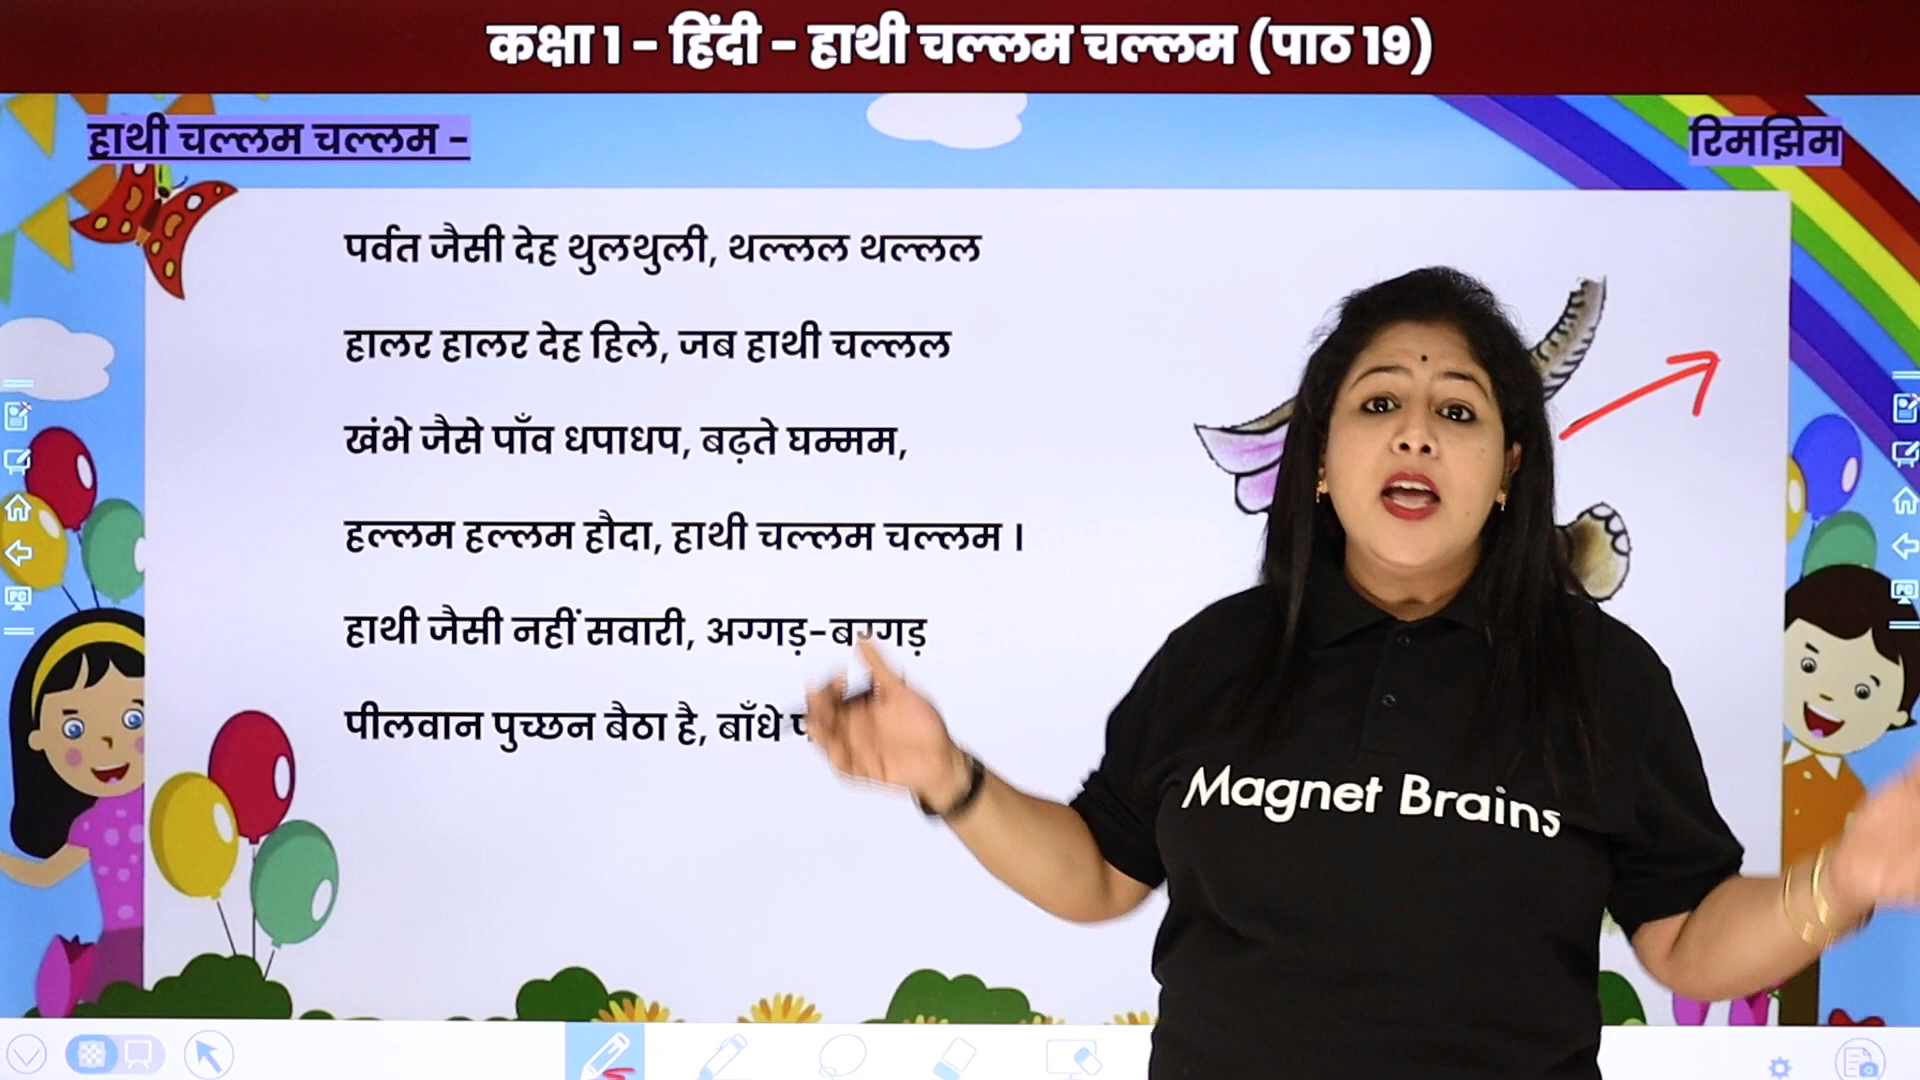 कक्षा 1 - हिंदी - हाथी चल्लम चल्लम (पाठ 19)
हाथी चल्लम चल्लम -
रिमझिम
पर्वत जैसी देह थुलथुली, थल्लल थल्लल
हालर हालर देह हिले, जब हाथी चल्लल
खंभे जैसे पाँव धपाधप, बढ़ते घम्मम,
हल्लम हल्लम हौदा, हाथी चल्लम चल्लम ।
हाथी जैसी नहीं सवारी, अग्गड़-बग्गड़
पीलवान पुच्छन बैठा है, बाँधे
Magnet Brains